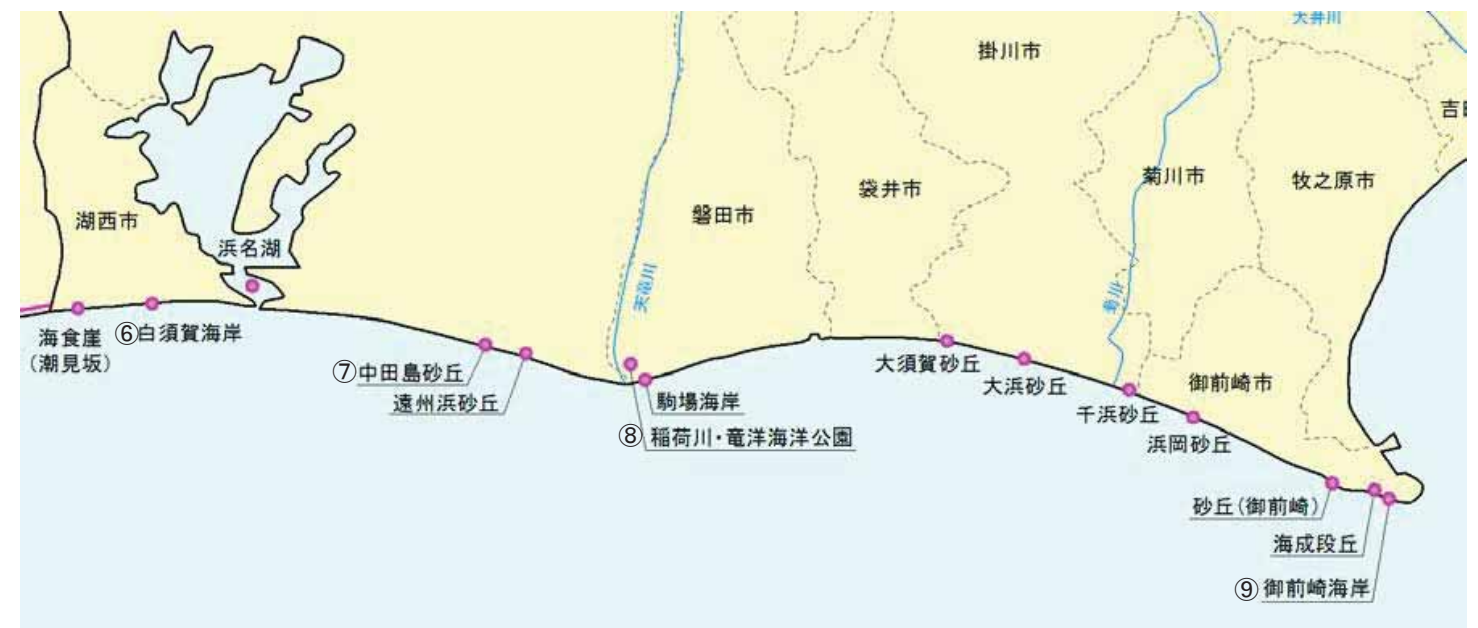 大井川
掛川市
吉田
菊川市
牧之原市
袋井市
磐田市
湖西市
浜名湖
天竜川
菊川
海食崖
(潮見坂)
⑥白須賀海岸
⑦中田島砂丘
遠州浜砂丘
駒場海岸
⑧稲荷川・竜洋海洋公園
大須賀砂丘
大浜砂丘
千浜砂丘
御前崎市
浜岡砂丘
砂丘(御前崎)
海成段丘
⑨御前崎海岸